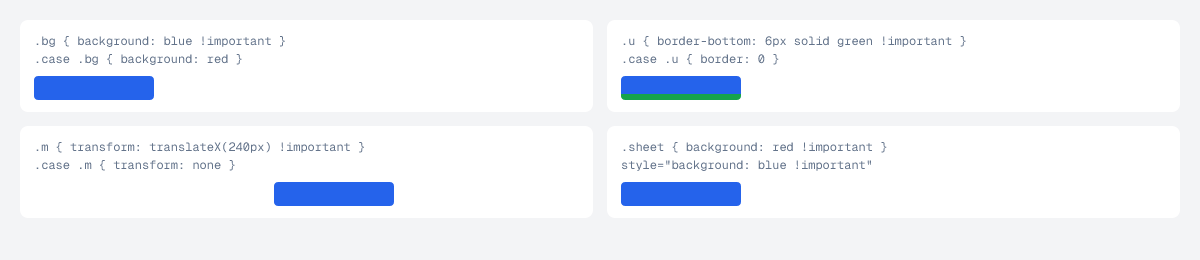 .bg { background: blue !important }
.case .bg { background: red }
.u { border-bottom: 6px solid green !important }
.case .u { border: 0 }
.m { transform: translateX(240px) !important }
.case .m { transform: none }
.sheet { background: red !important }
style="background: blue !important"